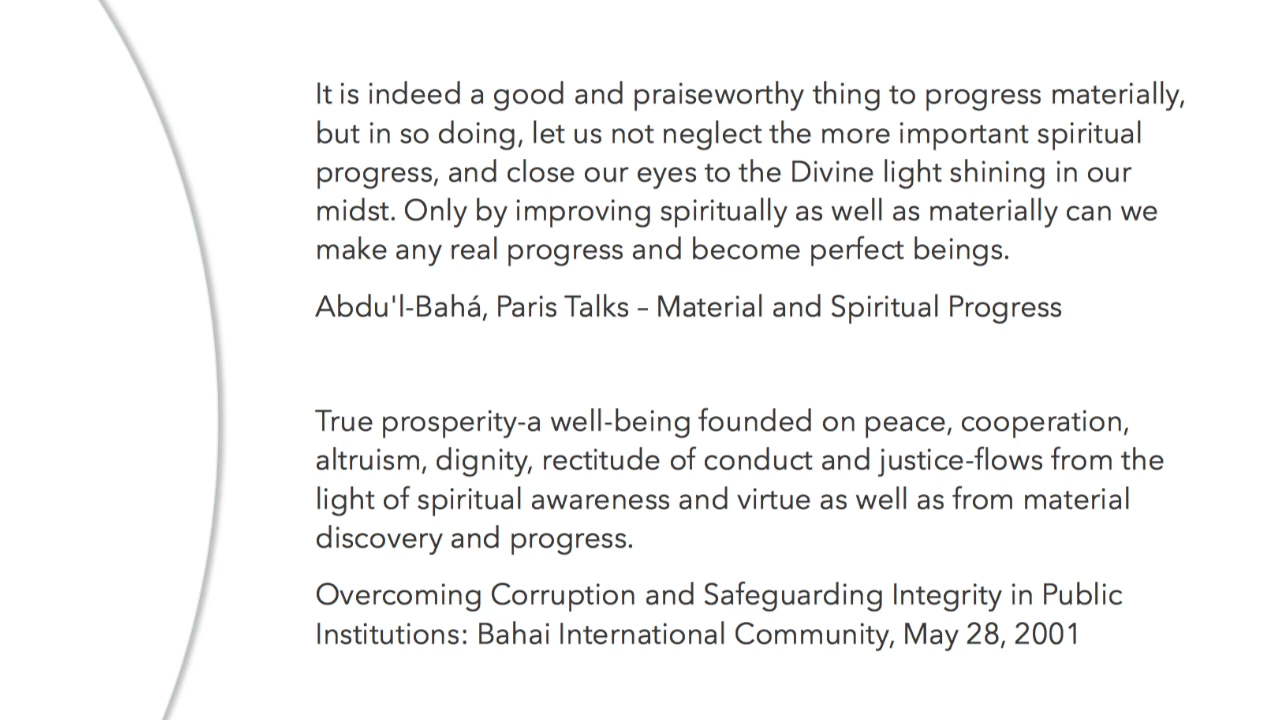 It is indeed a good and praiseworthy thing to progress materially,
but in so doing, let us not neglect the more important spiritual
progress, and close our eyes to the Divine light shining in our
midst. Only by improving spiritually as well as materially can we
make any real progress and become perfect beings.
Abdu'l-Bahá, Paris Talks – Material and Spiritual Progress
True prosperity-a well-being founded on peace, cooperation,
altruism, dignity, rectitude of conduct and justice-flows from the
light of spiritual awareness and virtue as well as from material
discovery and progress.
Overcoming Corruption and Safeguarding Integrity in Public
Institutions: Bahai International Community, May 28, 2001